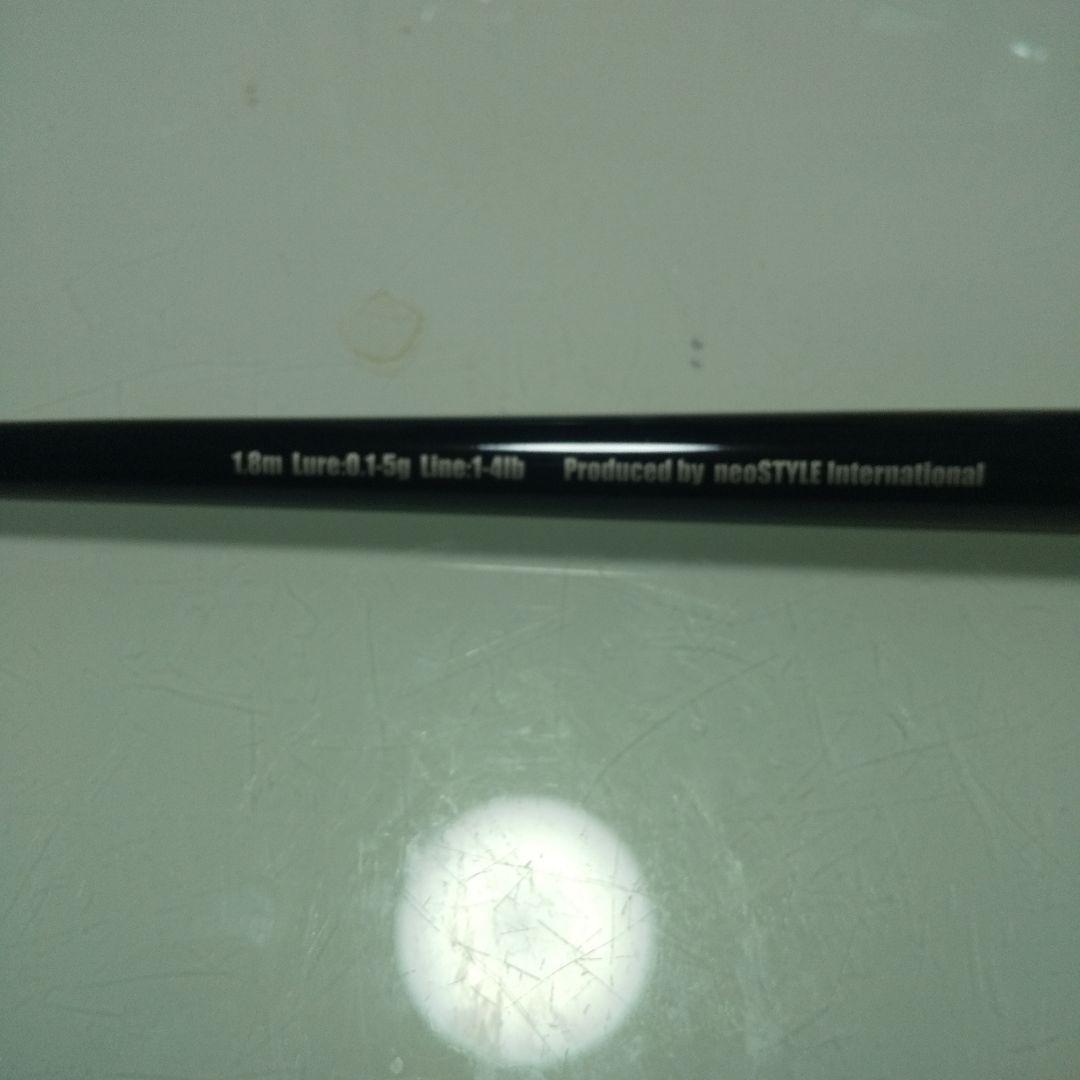 1.8m Lure:0.1-5g Line:1-4lb Produced by neoSTYLE International